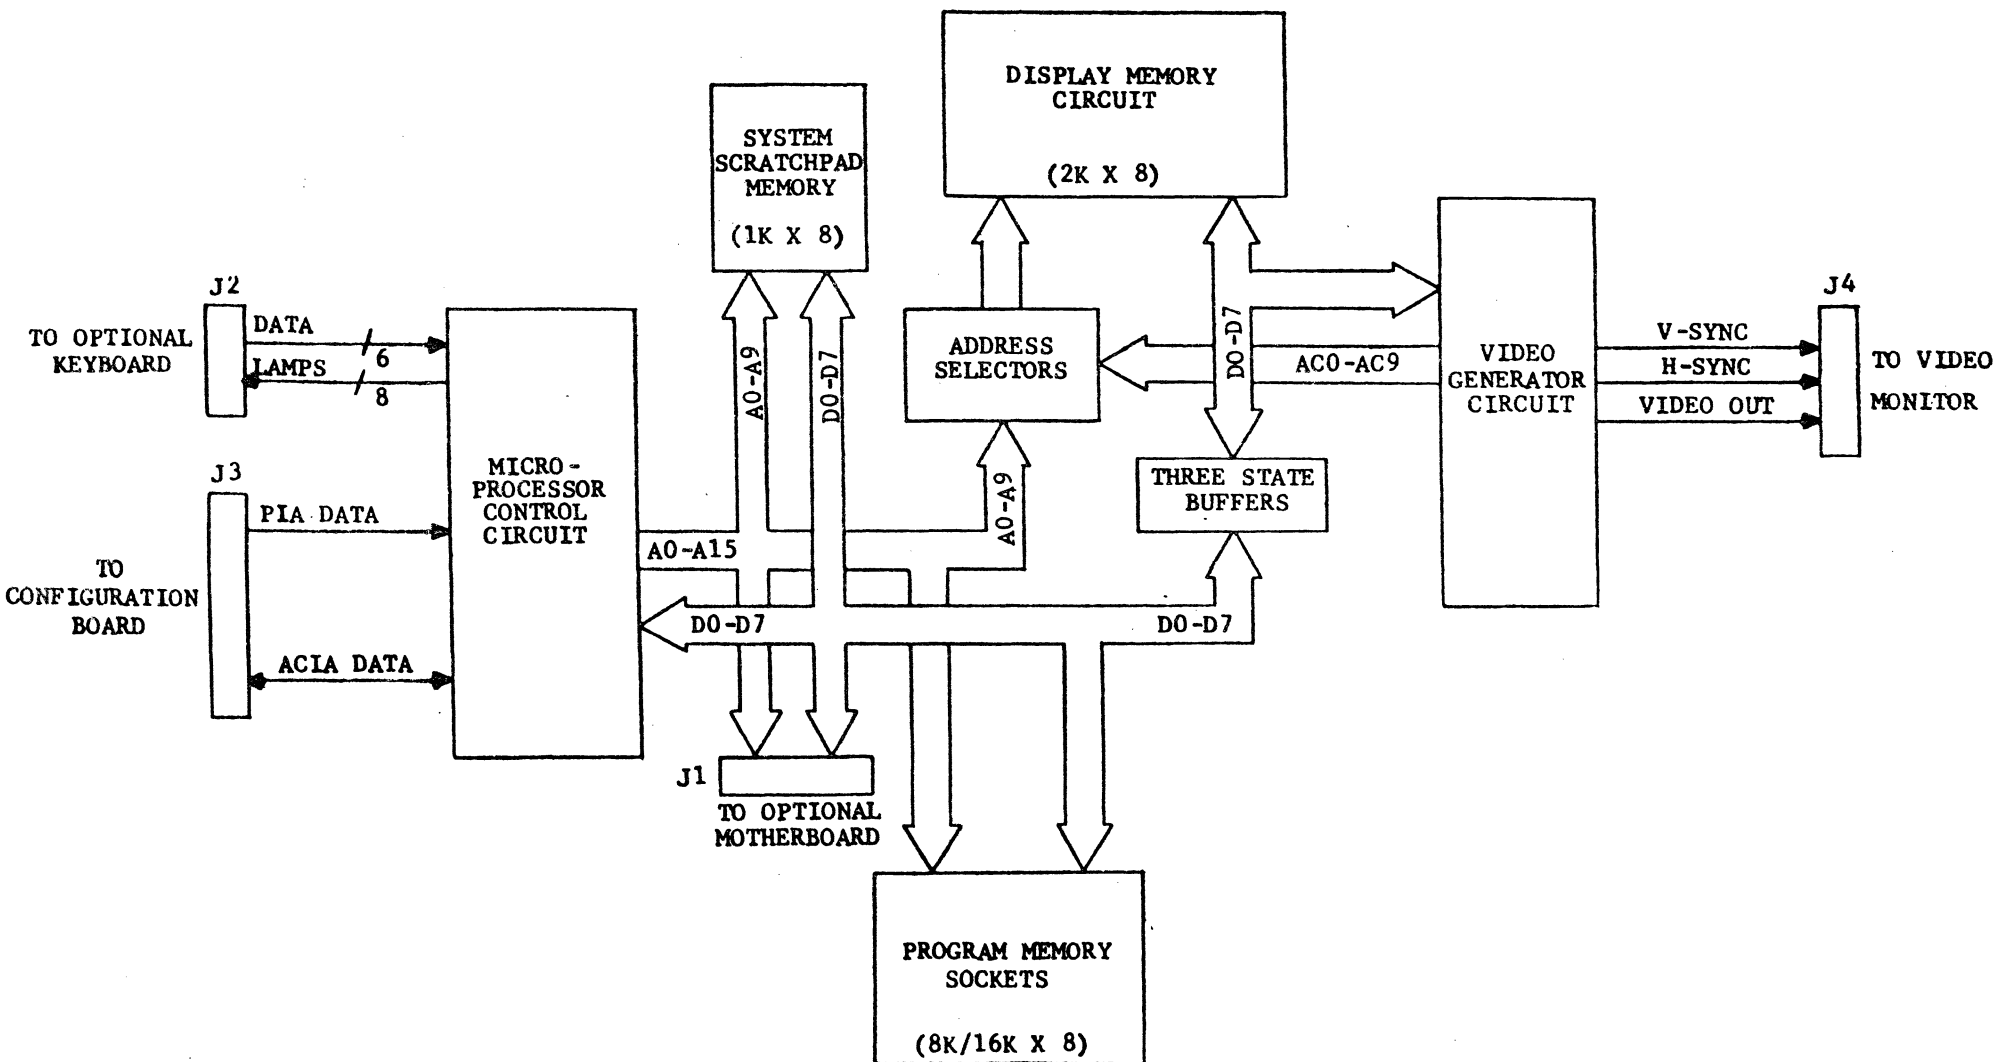 DISPLAY MEMORY
CIRCUIT
(2K X 8)
SYSTEM
SCRATCHPAD
MEMORY
(1K X 8)
J2
TO OPTIONAL
KEYBOARD
DATA
6
LAMPS
8
J3
PIA DATA
TO
CONFIGURATION
BOARD
ACIA DATA
MICRO-
PROCESSOR
CONTROL
CIRCUIT
A0-A9
D0-D7
A0-A15
D0-D7
J1
TO OPTIONAL
MOTHERBOARD
ADDRESS
SELECTORS
A0-A9
D0-D7
AC0-AC9
THREE STATE
BUFFERS
D0-D7
VIDEO
GENERATOR
CIRCUIT
V-SYNC
H-SYNC
VIDEO OUT
J4
TO VIDEO
MONITOR
PROGRAM MEMORY
SOCKETS
(8K/16K X 8)